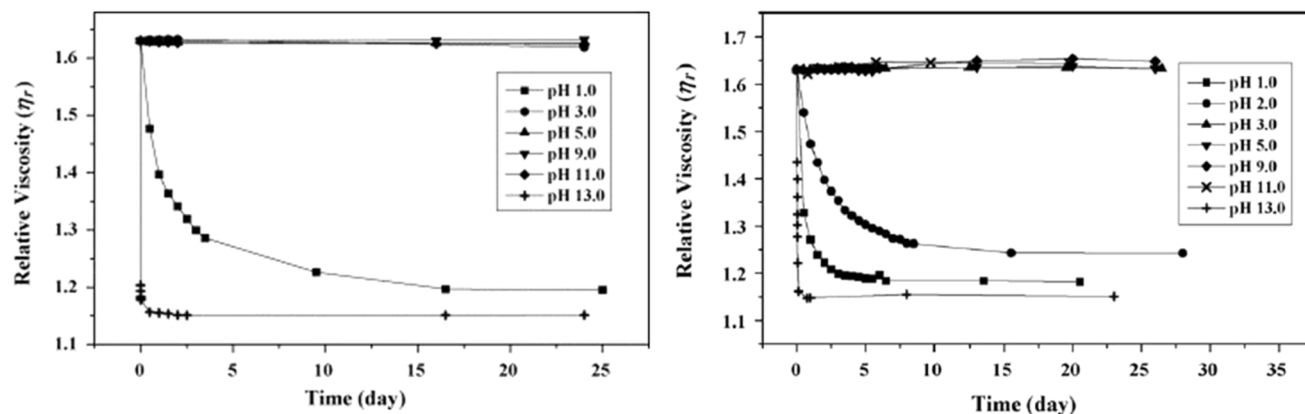 1.6
1.5
1.4
1.3
1.2
1.1
Relative Viscosity (ηr)
pH 1.0
pH 3.0
pH 5.0
pH 9.0
pH 11.0
pH 13.0
0 5 10 15 20 25
Time (day)
1.7
1.6
1.5
1.4
1.3
1.2
1.1
Relative Viscosity (ηr)
pH 1.0
pH 2.0
pH 3.0
pH 5.0
pH 9.0
pH 11.0
pH 13.0
0 5 10 15 20 25 30 35
Time (day)